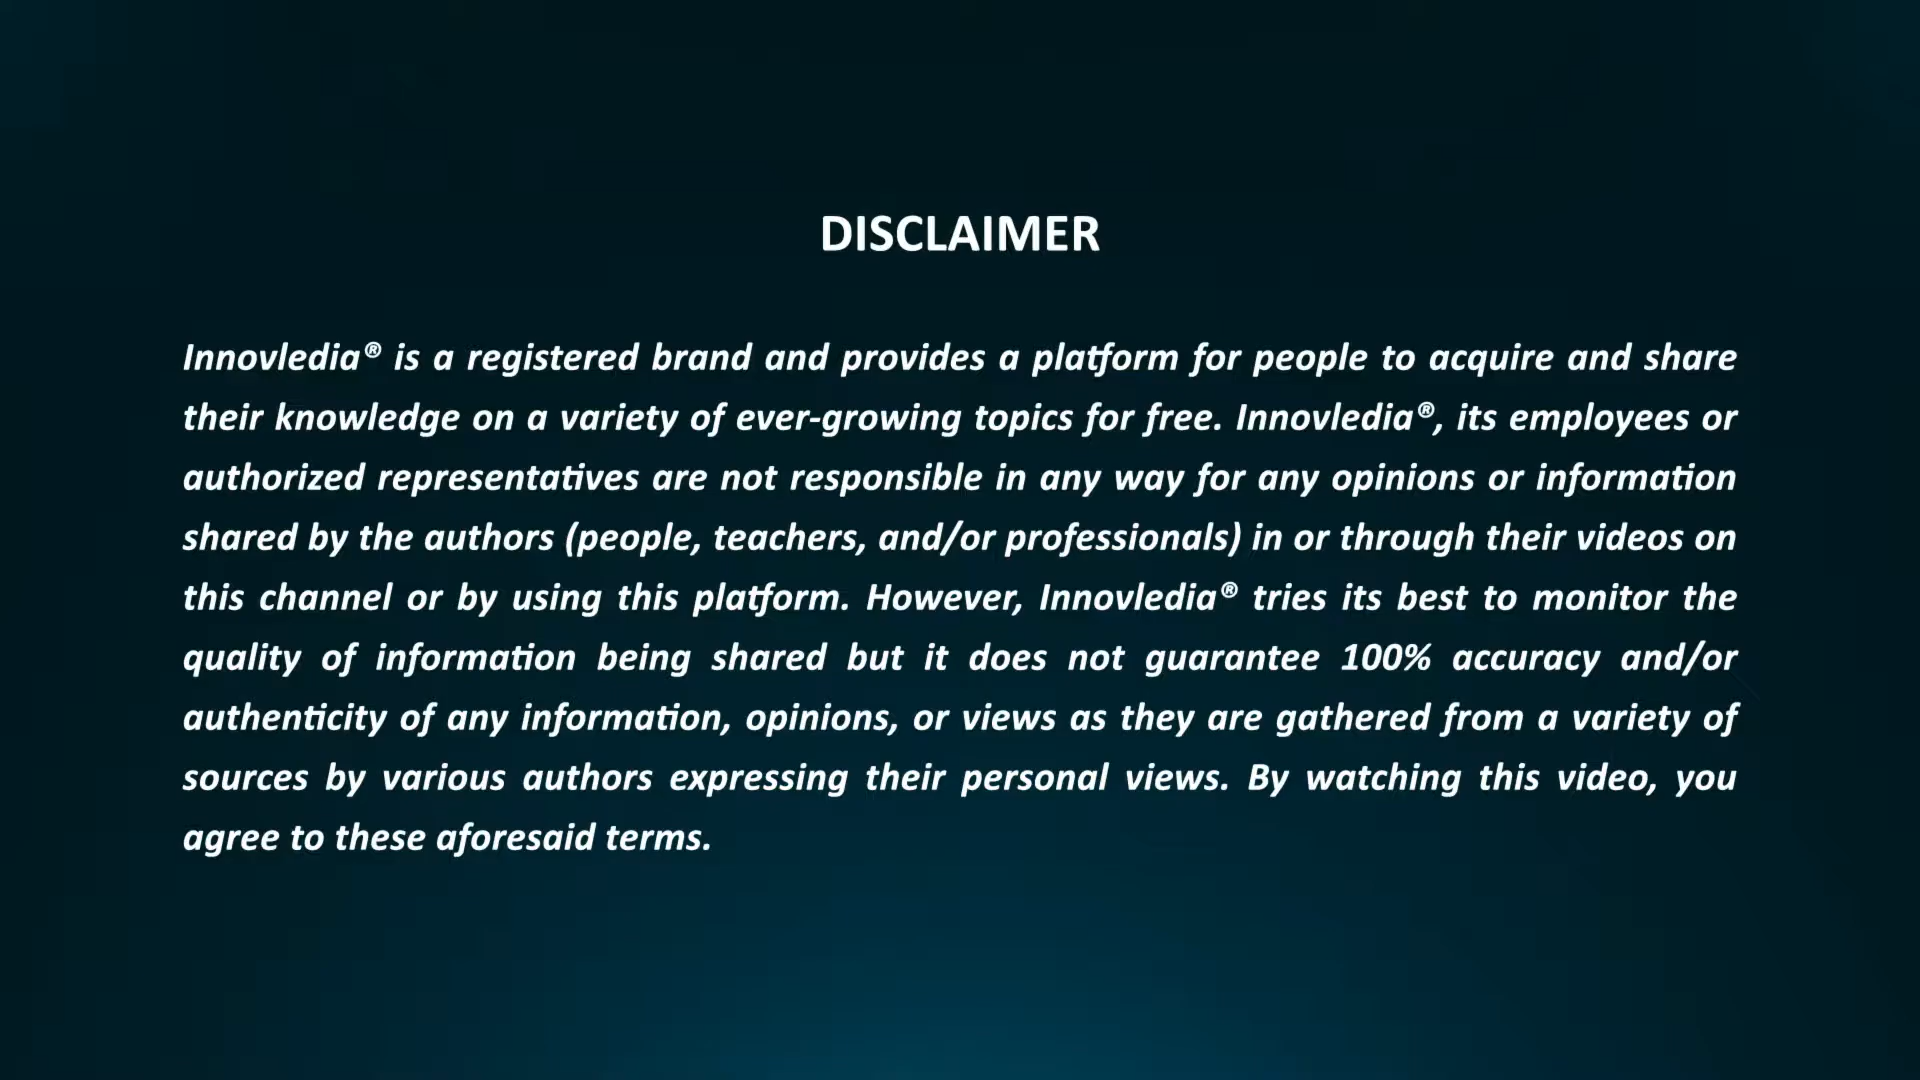 DISCLAIMER
Innovledia® is a registered brand and provides a platform for people to acquire and share
their knowledge on a variety of ever-growing topics for free. Innovledia®, its employees or
authorized representatives are not responsible in any way for any opinions or information
shared by the authors (people, teachers, and/or professionals) in or through their videos on
this channel or by using this platform. However, Innovledia® tries its best to monitor the
quality of information being shared but it does not guarantee 100% accuracy and/or
authenticity of any information, opinions, or views as they are gathered from a variety of
sources by various authors expressing their personal views. By watching this video, you
agree to these aforesaid terms.